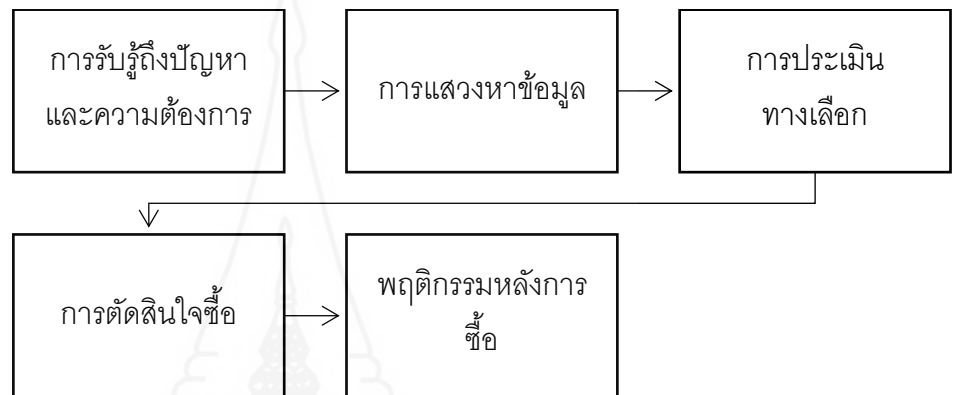 การรับรู้ถึงปัญหา
และความต้องการ
การแสวงหาข้อมูล
การประเมิน
ทางเลือก
การตัดสินใจซื้อ
พฤติกรรมหลังการ
ซื้อ